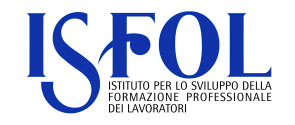 ISFOL
ISTITUTO PER LO SVILUPPO DELLA
FORMAZIONE PROFESSIONALE
DEI LAVORATORI